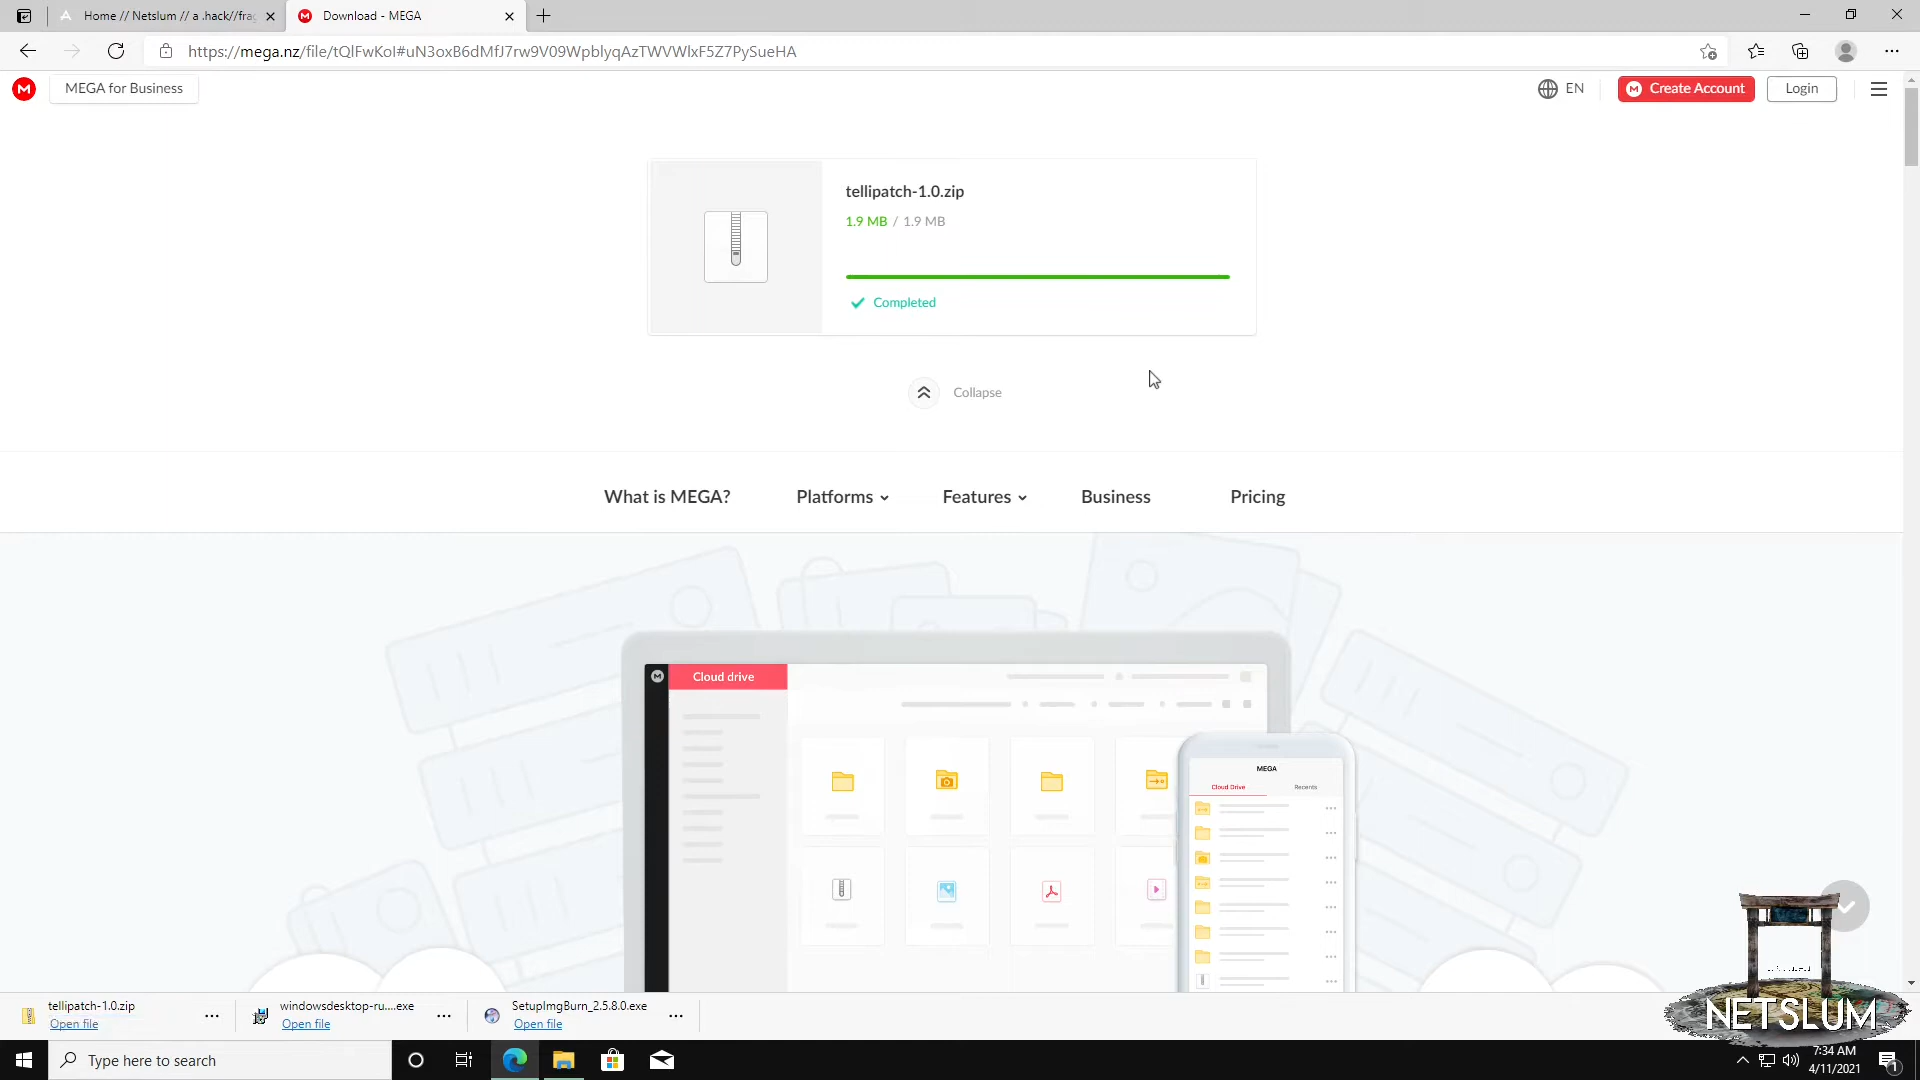 Home // Netslum // a .hack//frag
Download - MEGA
https://mega.nz/file/tQlFwKoI#uN3oxB6dMfJ7rw9V09WpblyqAzTWVWlxF5Z7PySueHA
MEGA for Business
EN
Create Account
Login
tellipatch-1.0.zip
1.9 MB / 1.9 MB
Completed
Collapse
What is MEGA?
Platforms
Features
Business
Pricing
Cloud drive
MEGA
Cloud Drive
Recents
tellipatch-1.0.zip
Open file
windowsdesktop-ru....exe
Open file
SetupImgBurn_2.5.8.0.exe
Open file
NETSLUM
Type here to search
7:34 AM
4/11/2021
1